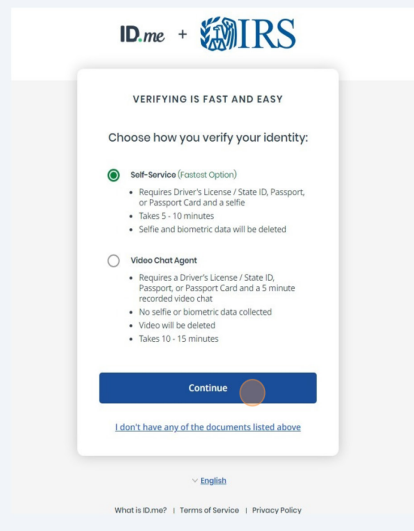 ID.me + IRS
VERIFYING IS FAST AND EASY
Choose how you verify your identity:
Self-Service (Fastest Option)
• Requires Driver's License / State ID, Passport,
or Passport Card and a selfie
• Takes 5 - 10 minutes
• Selfie and biometric data will be deleted
Video Chat Agent
• Requires a Driver's License / State ID,
Passport, or Passport Card and a 5 minute
recorded video chat
• No selfie or biometric data collected
• Video will be deleted
• Takes 10 - 15 minutes
Continue
I don't have any of the documents listed above
English
What is ID.me? | Terms of Service | Privacy Policy